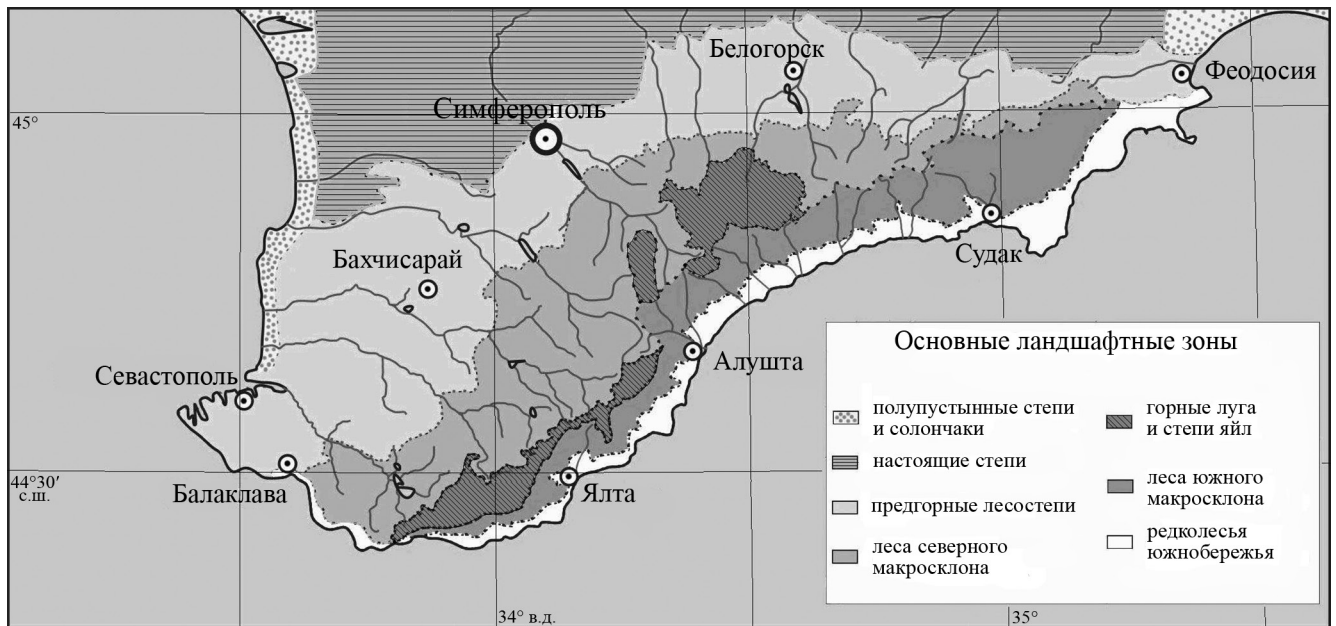 Белогорск
Феодосия
Симферополь
45°
Судак
Бахчисарай
Основные ландшафтные зоны
Алушта
Севастополь
полупустынные степи
и солончаки
горные луга
и степи яйл
настоящие степи
44°30′
с.ш.
Балаклава
Ялта
леса южного
макросклона
предгорные лесостепи
редколесья
южнобережья
леса северного
макросклона
34° в.д.
35°